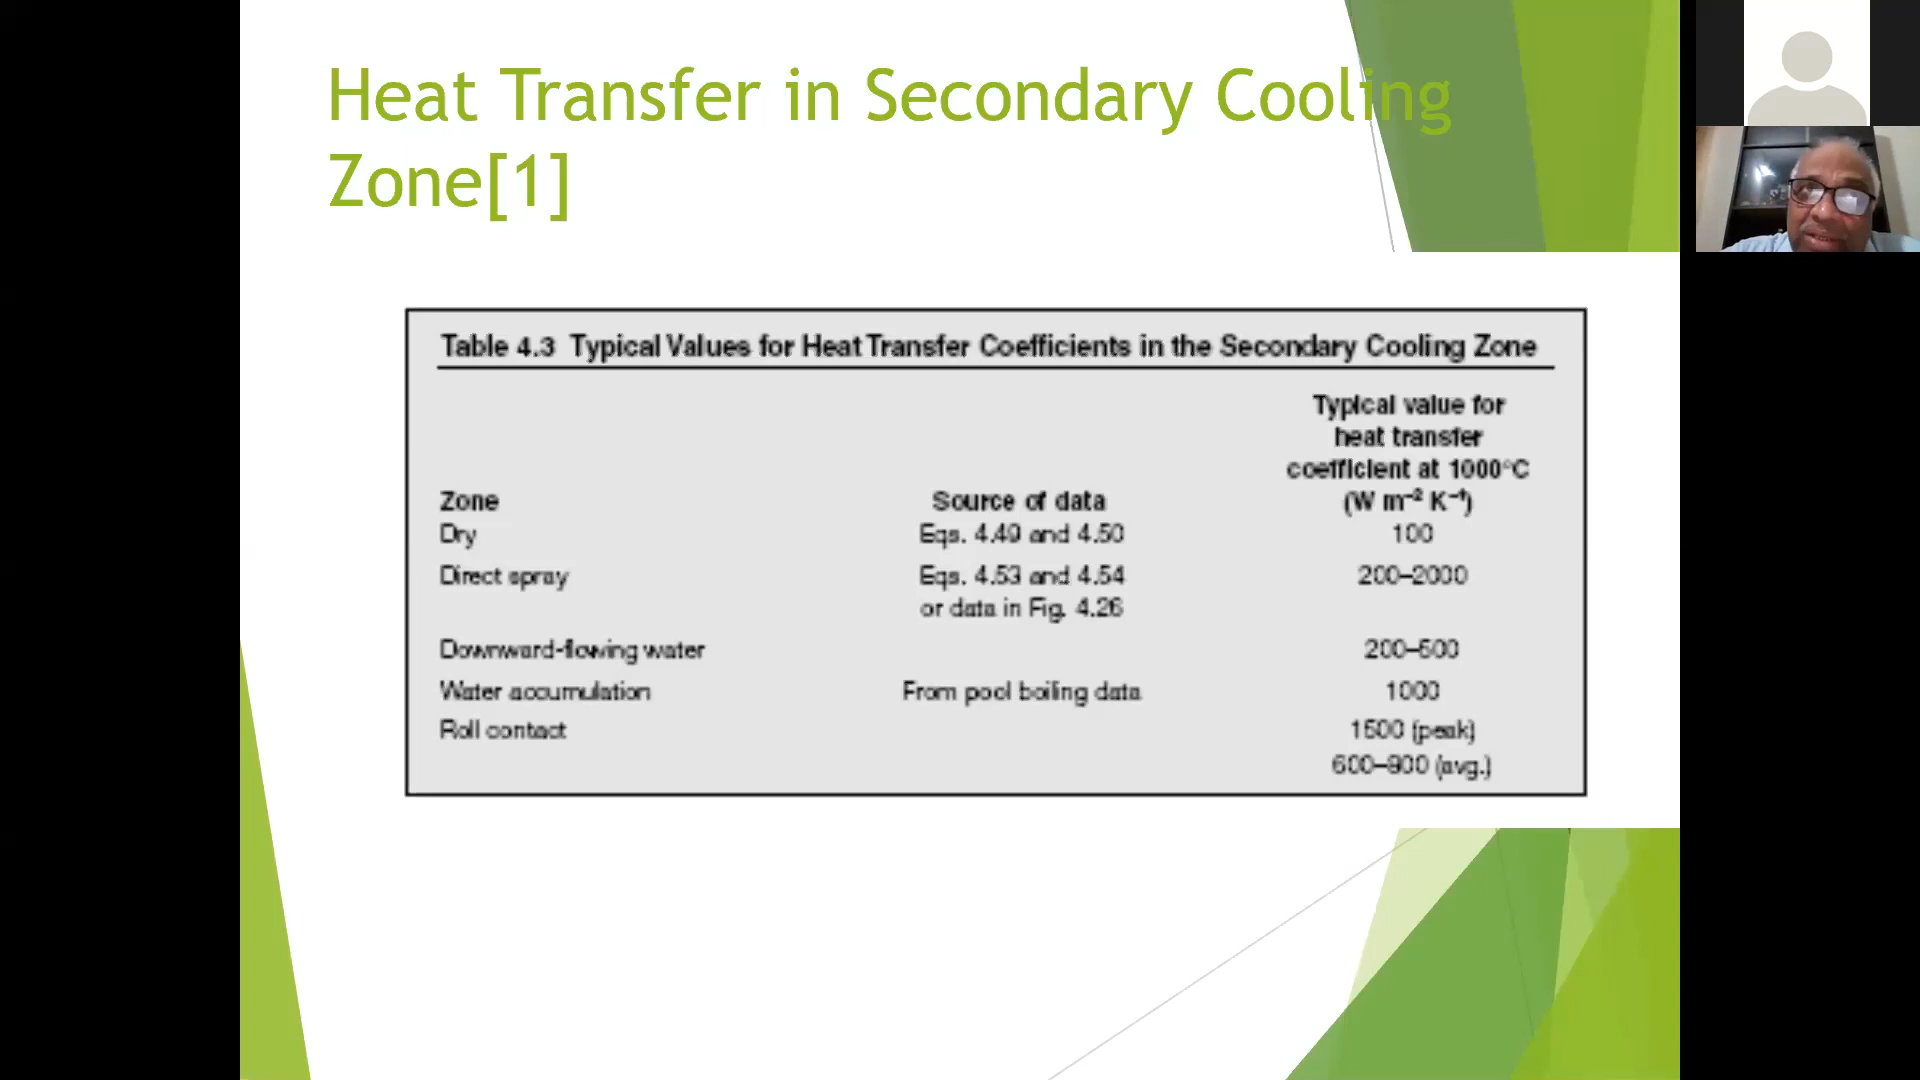 Heat Transfer in Secondary Cooling
Zone[1]
Table 4.3 Typical Values for Heat Transfer Coefficients in the Secondary Cooling Zone
Typical value for
heat transfer
coefficient at 1000°C
Zone Source of data (W m⁻² K⁻¹)
Dry Eqs. 4.49 and 4.50 100
Direct spray Eqs. 4.53 and 4.54 200–2000
or data in Fig. 4.26
Downward-flowing water 200–500
Water accumulation From pool boiling data 1000
Roll contact 1500 (peak)
600–900 (avg.)